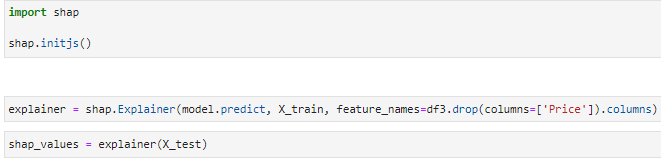 import shap
shap.initjs()
explainer = shap.Explainer(model.predict, X_train, feature_names=df3.drop(columns=['Price']).columns)
shap_values = explainer(X_test)